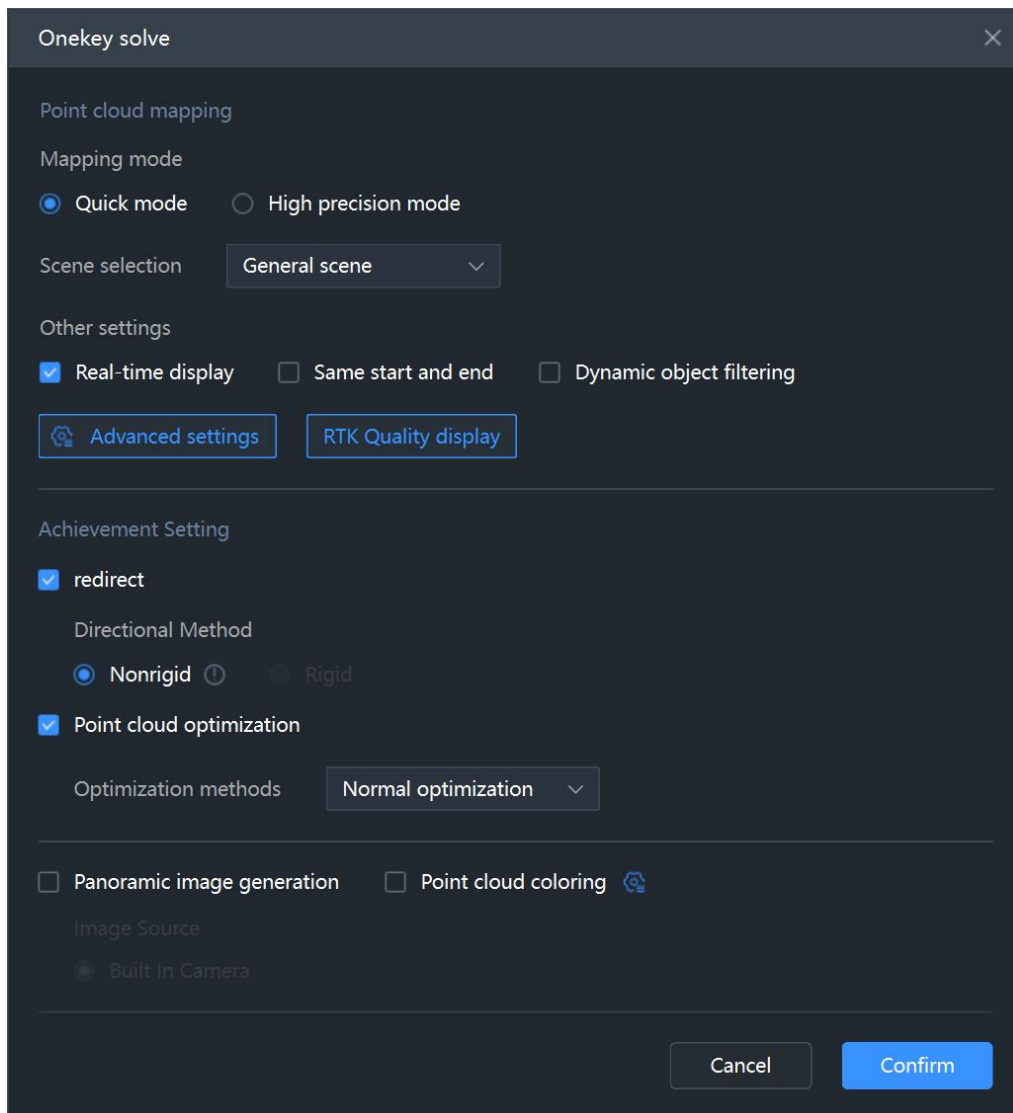 Onekey solve
Point cloud mapping
Mapping mode
Quick mode High precision mode
Scene selection General scene
Other settings
Real-time display Same start and end Dynamic object filtering
Advanced settings RTK Quality display
Achievement Setting
redirect
Directional Method
Nonrigid Rigid
Point cloud optimization
Optimization methods Normal optimization
Panoramic image generation Point cloud coloring
Image Source
Built In Camera
Cancel Confirm